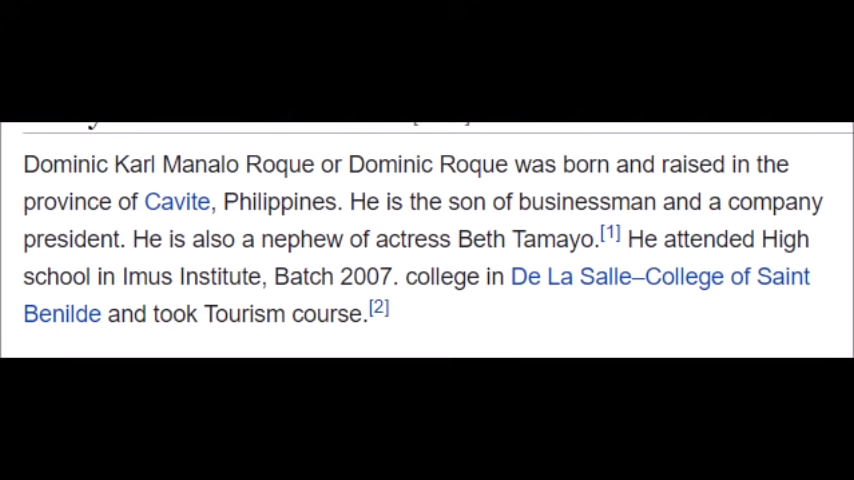 Dominic Karl Manalo Roque or Dominic Roque was born and raised in the
province of Cavite, Philippines. He is the son of businessman and a company
president. He is also a nephew of actress Beth Tamayo.[1] He attended High
school in Imus Institute, Batch 2007. college in De La Salle–College of Saint
Benilde and took Tourism course.[2]